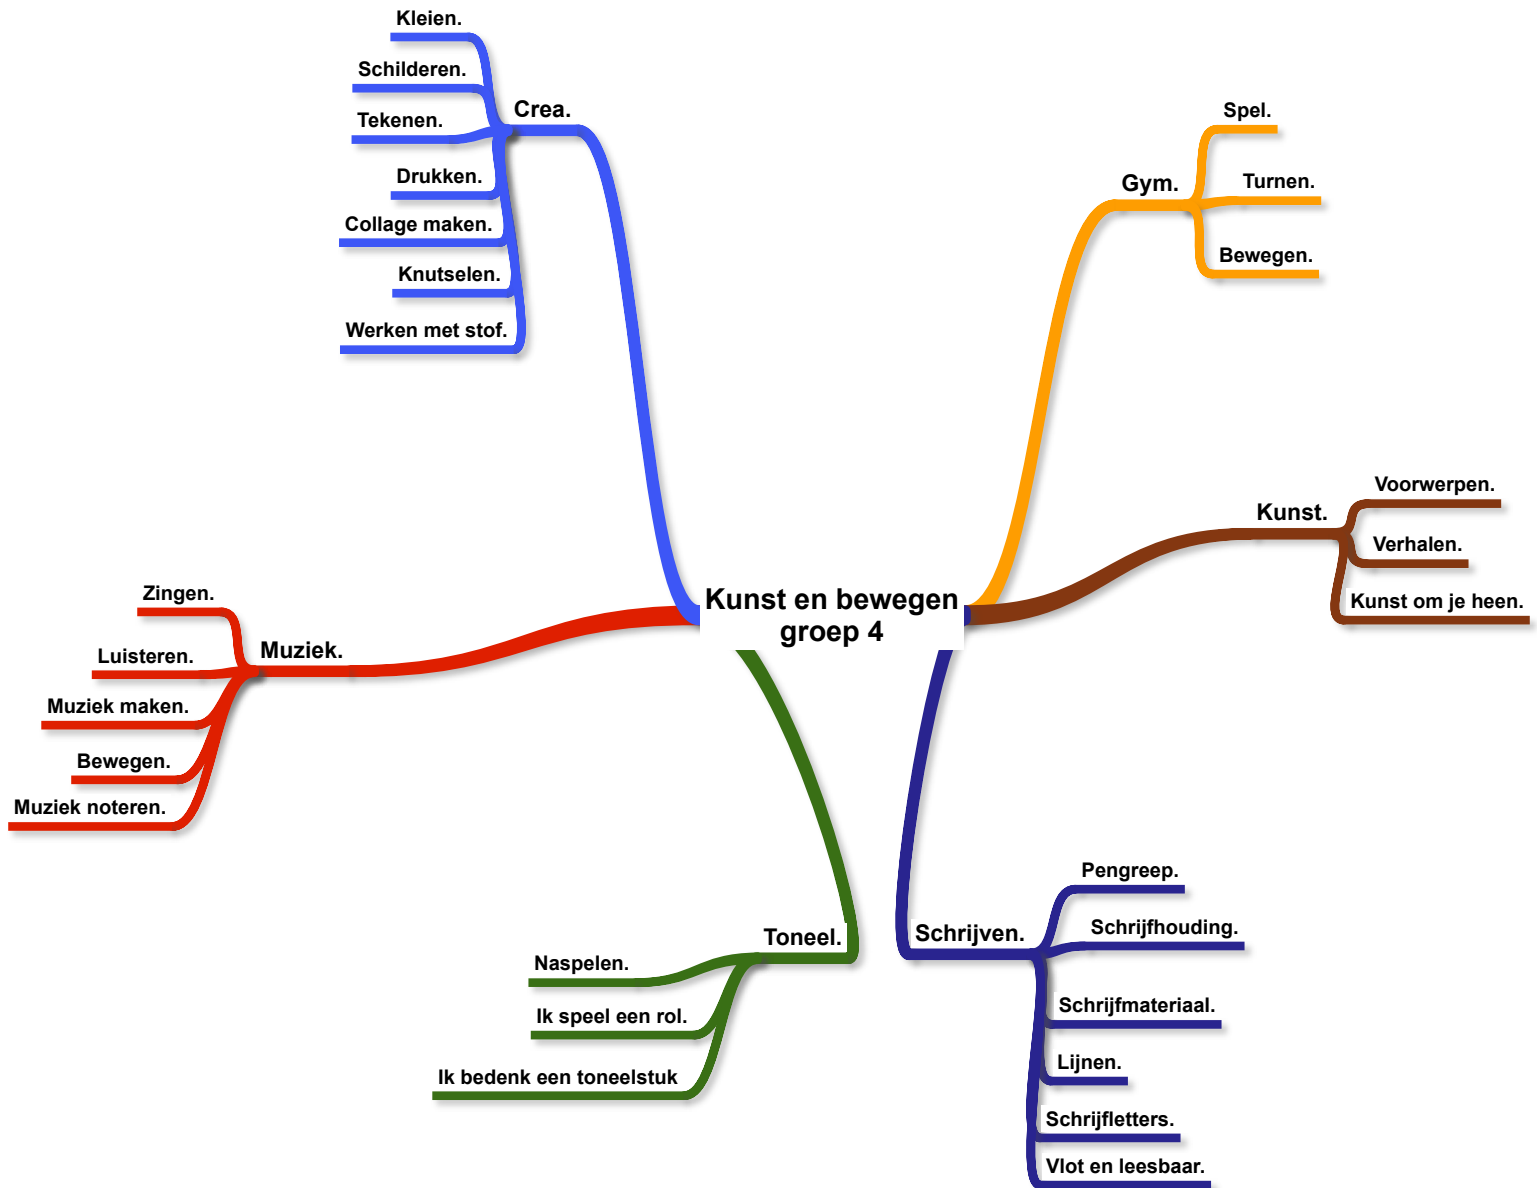 Kunst en bewegen
groep 4
Crea.
Kleien.
Schilderen.
Tekenen.
Drukken.
Collage maken.
Knutselen.
Werken met stof.
Gym.
Spel.
Turnen.
Bewegen.
Kunst.
Voorwerpen.
Verhalen.
Kunst om je heen.
Muziek.
Zingen.
Luisteren.
Muziek maken.
Bewegen.
Muziek noteren.
Toneel.
Naspelen.
Ik speel een rol.
Ik bedenk een toneelstuk
Schrijven.
Pengreep.
Schrijfhouding.
Schrijfmateriaal.
Lijnen.
Schrijfletters.
Vlot en leesbaar.